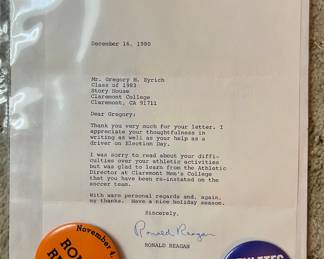 December 16, 1980
Mr. Gregory H. Eyrich
Class of 1983
Story House
Claremont College
Claremont, CA 91711
Dear Gregory:
Thank you very much for your letter. I
appreciate your thoughtfulness in
writing as well as your help as a
driver on Election Day.
I was sorry to read about your diffi-
culties over your athletic activities
but was glad to learn from the Athletic
Director at Claremont Men's College
that you have been re-instated on the
soccer team.
With warm personal regards and, again,
my thanks. Have a nice holiday season.
Sincerely,
Ronald Reagan
RONALD REAGAN
November 4,